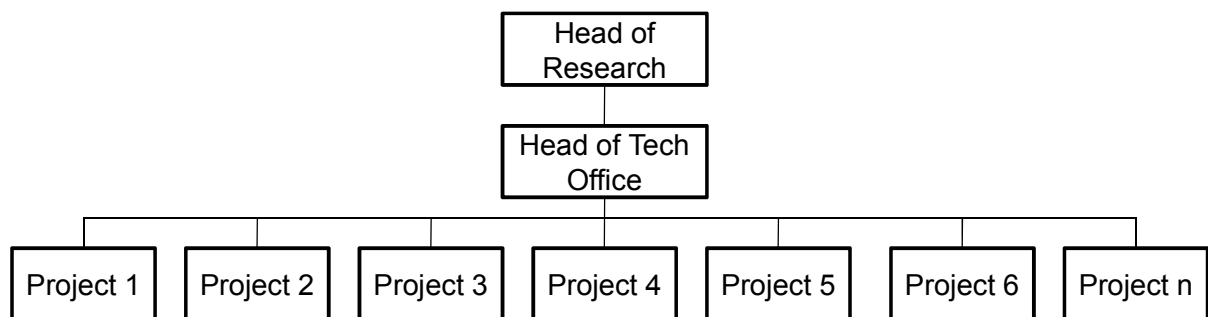 Head of
Research
Head of Tech
Office
Project 1
Project 2
Project 3
Project 4
Project 5
Project 6
Project n